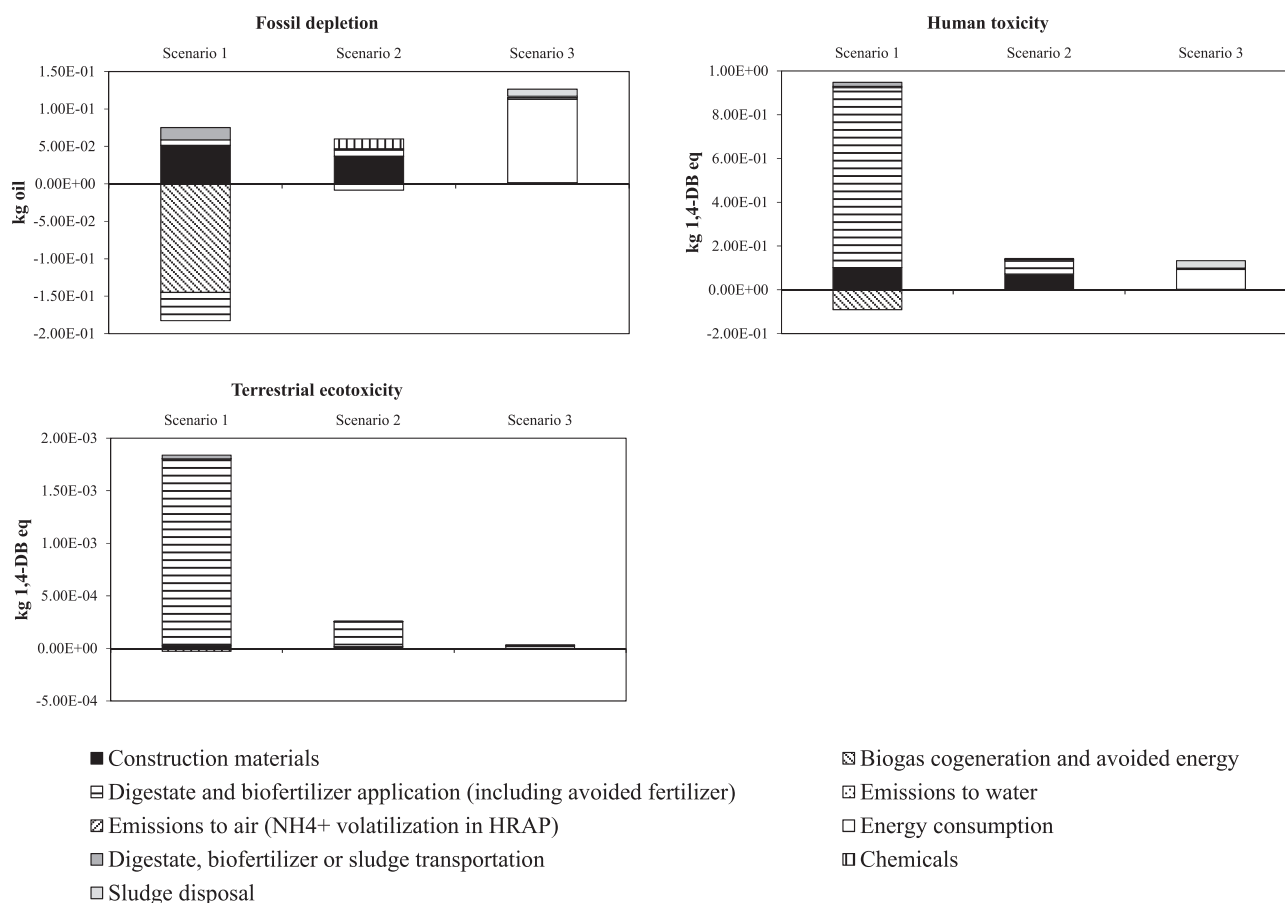 Fossil depletion
Scenario 1 Scenario 2 Scenario 3
1.50E-01
1.00E-01
5.00E-02
0.00E+00
-5.00E-02
-1.00E-01
-1.50E-01
-2.00E-01
kg oil
Human toxicity
Scenario 1 Scenario 2 Scenario 3
1.00E+00
8.00E-01
6.00E-01
4.00E-01
2.00E-01
0.00E+00
-2.00E-01
kg 1,4-DB eq
Terrestrial ecotoxicity
Scenario 1 Scenario 2 Scenario 3
2.00E-03
1.50E-03
1.00E-03
5.00E-04
0.00E+00
-5.00E-04
kg 1,4-DB eq
Construction materials
Digestate and biofertilizer application (including avoided fertilizer)
Emissions to air (NH4+ volatilization in HRAP)
Digestate, biofertilizer or sludge transportation
Sludge disposal
Biogas cogeneration and avoided energy
Emissions to water
Energy consumption
Chemicals